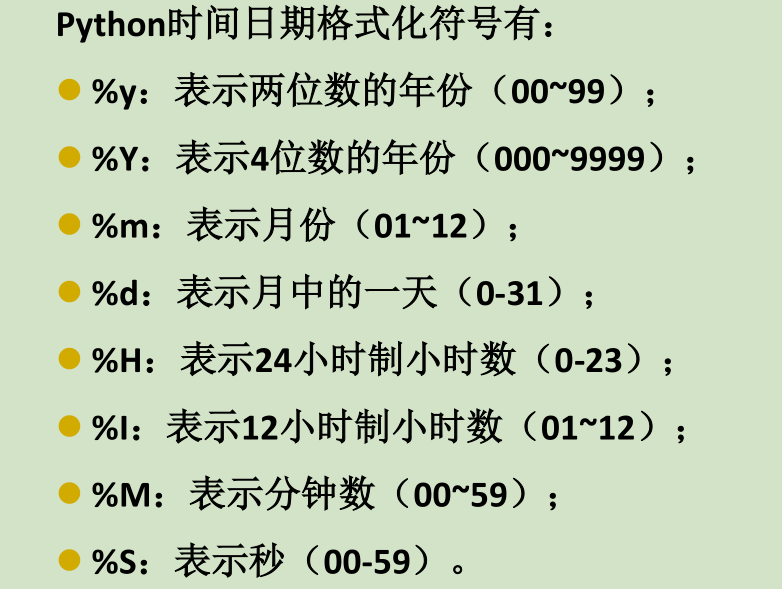 Python时间日期格式化符号有：
%y：表示两位数的年份（00~99）；
%Y：表示4位数的年份（000~9999）；
%m：表示月份（01~12）；
%d：表示月中的一天（0-31）；
%H：表示24小时制小时数（0-23）；
%I：表示12小时制小时数（01~12）；
%M：表示分钟数（00~59）；
%S：表示秒（00-59）。